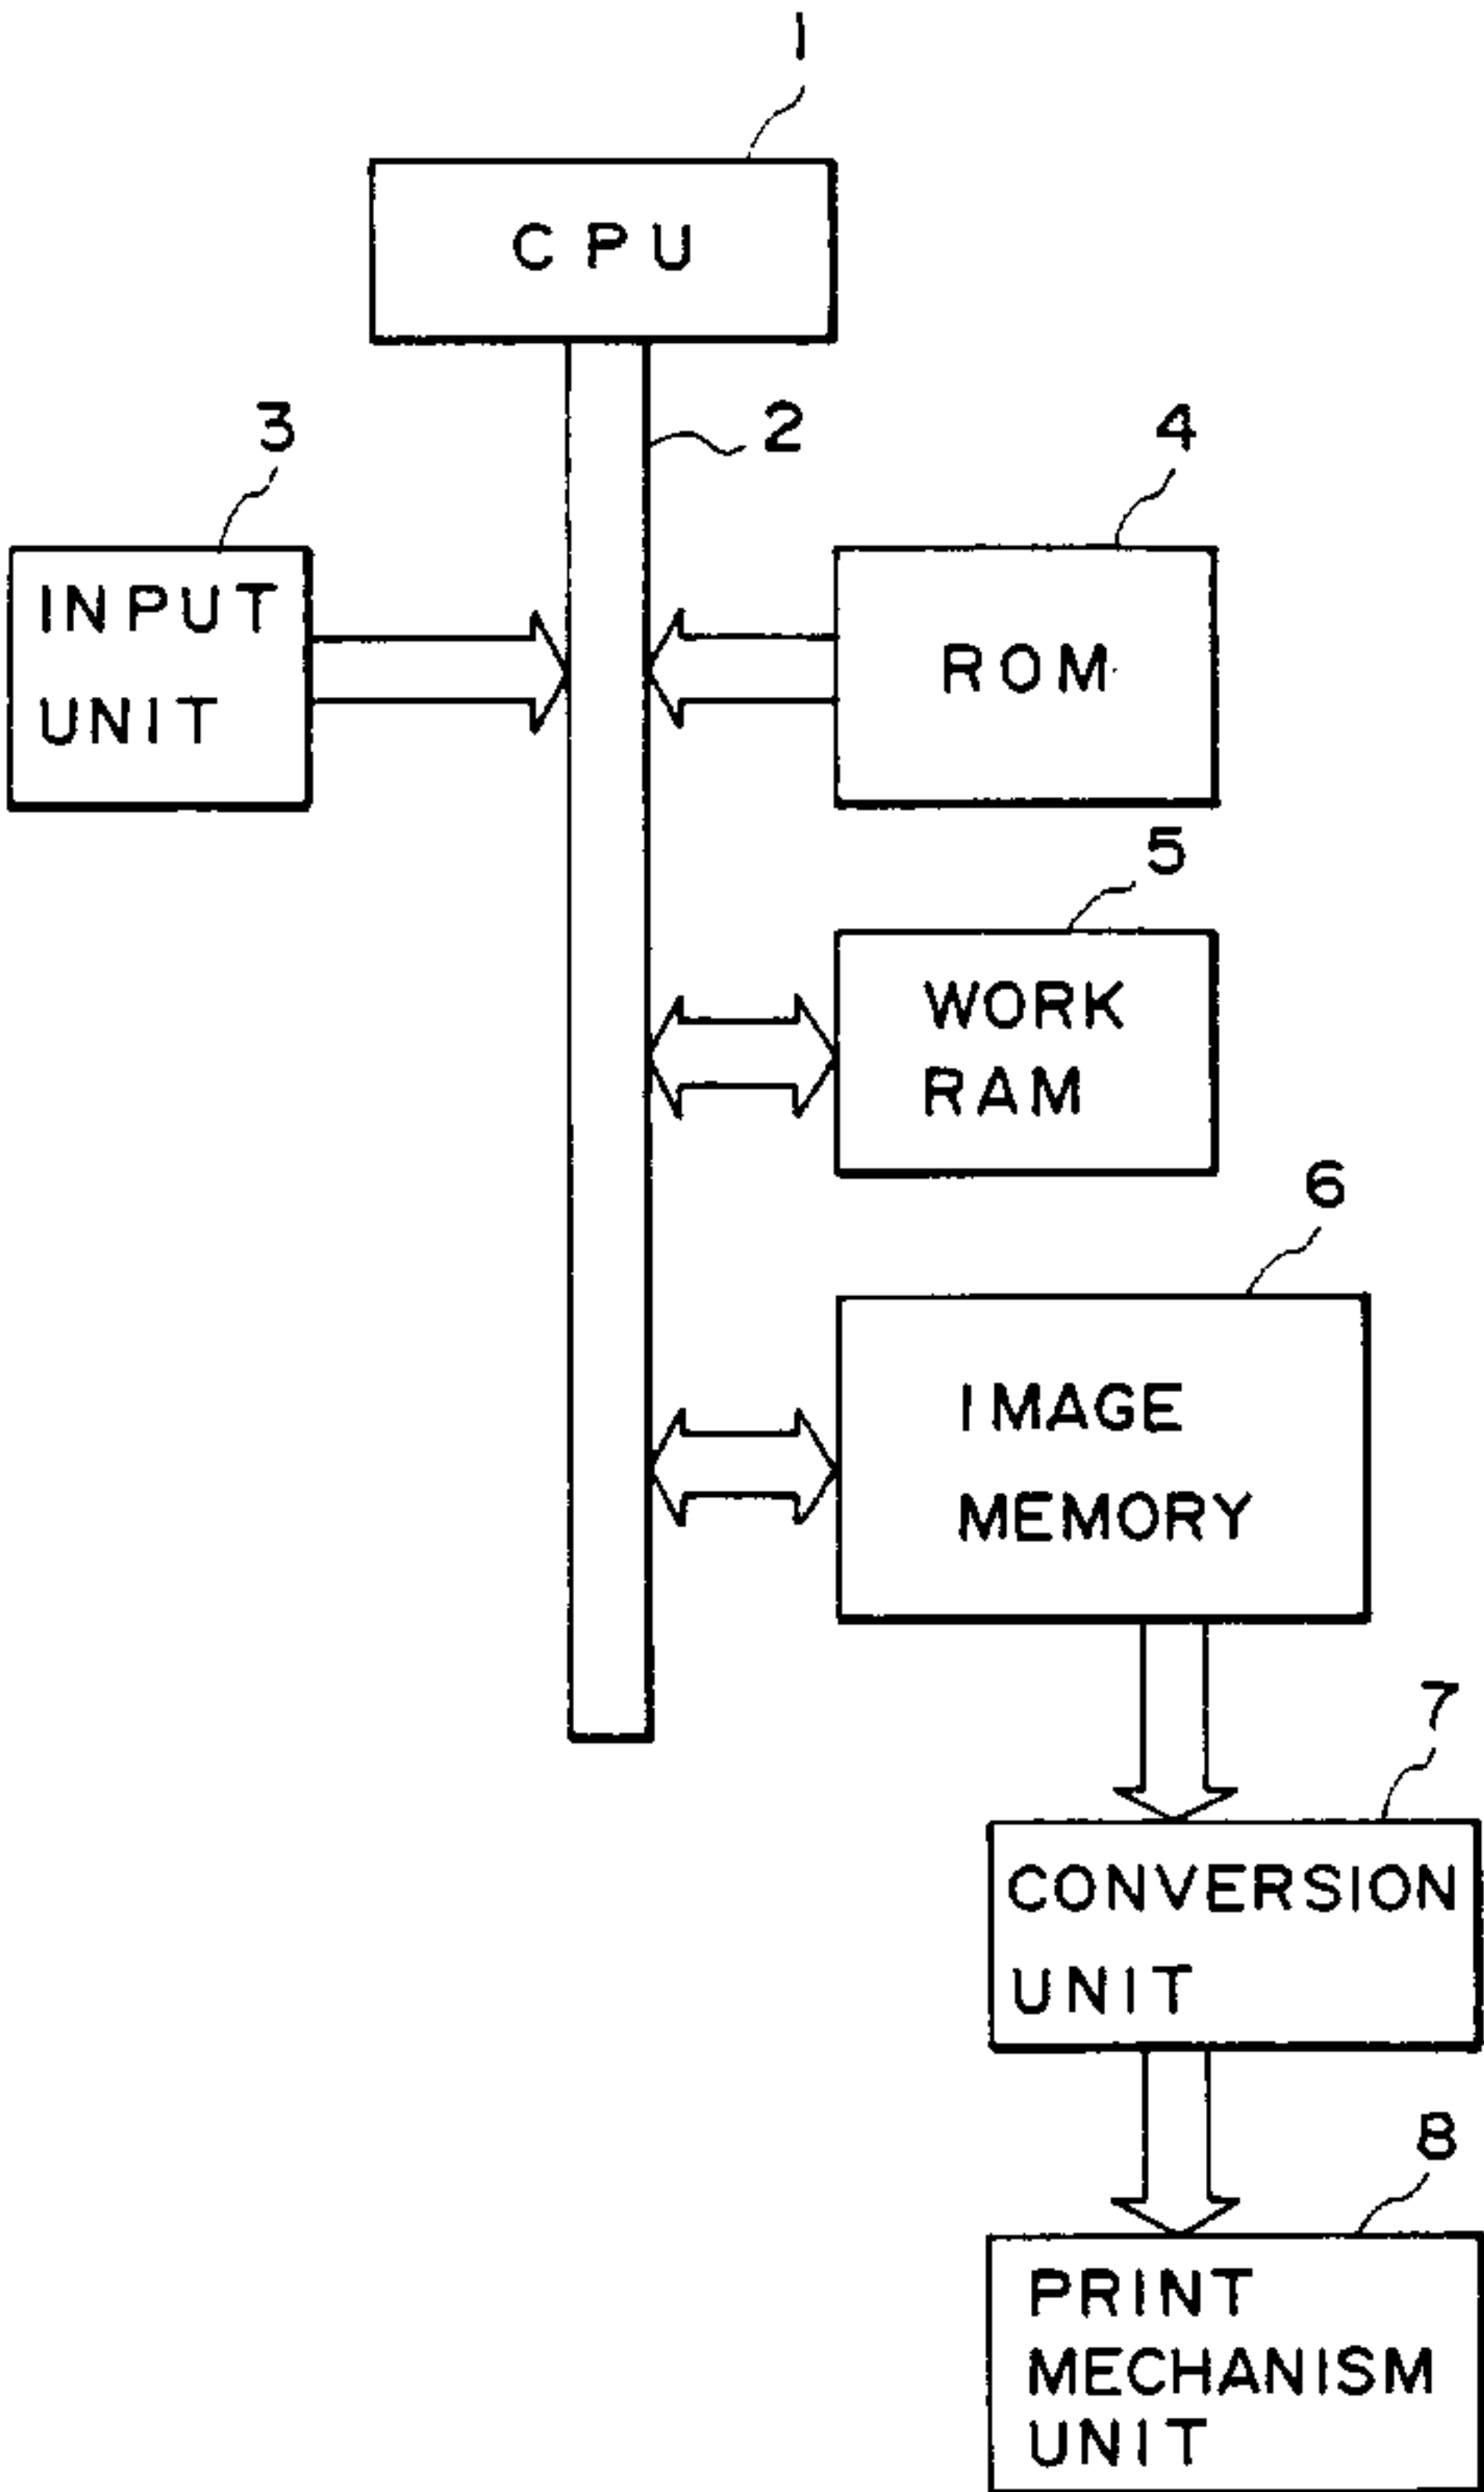 1
CPU
2
3
INPUT
UNIT
4
ROM
5
WORK
RAM
6
IMAGE
MEMORY
7
CONVERSION
UNIT
8
PRINT
MECHANISM
UNIT